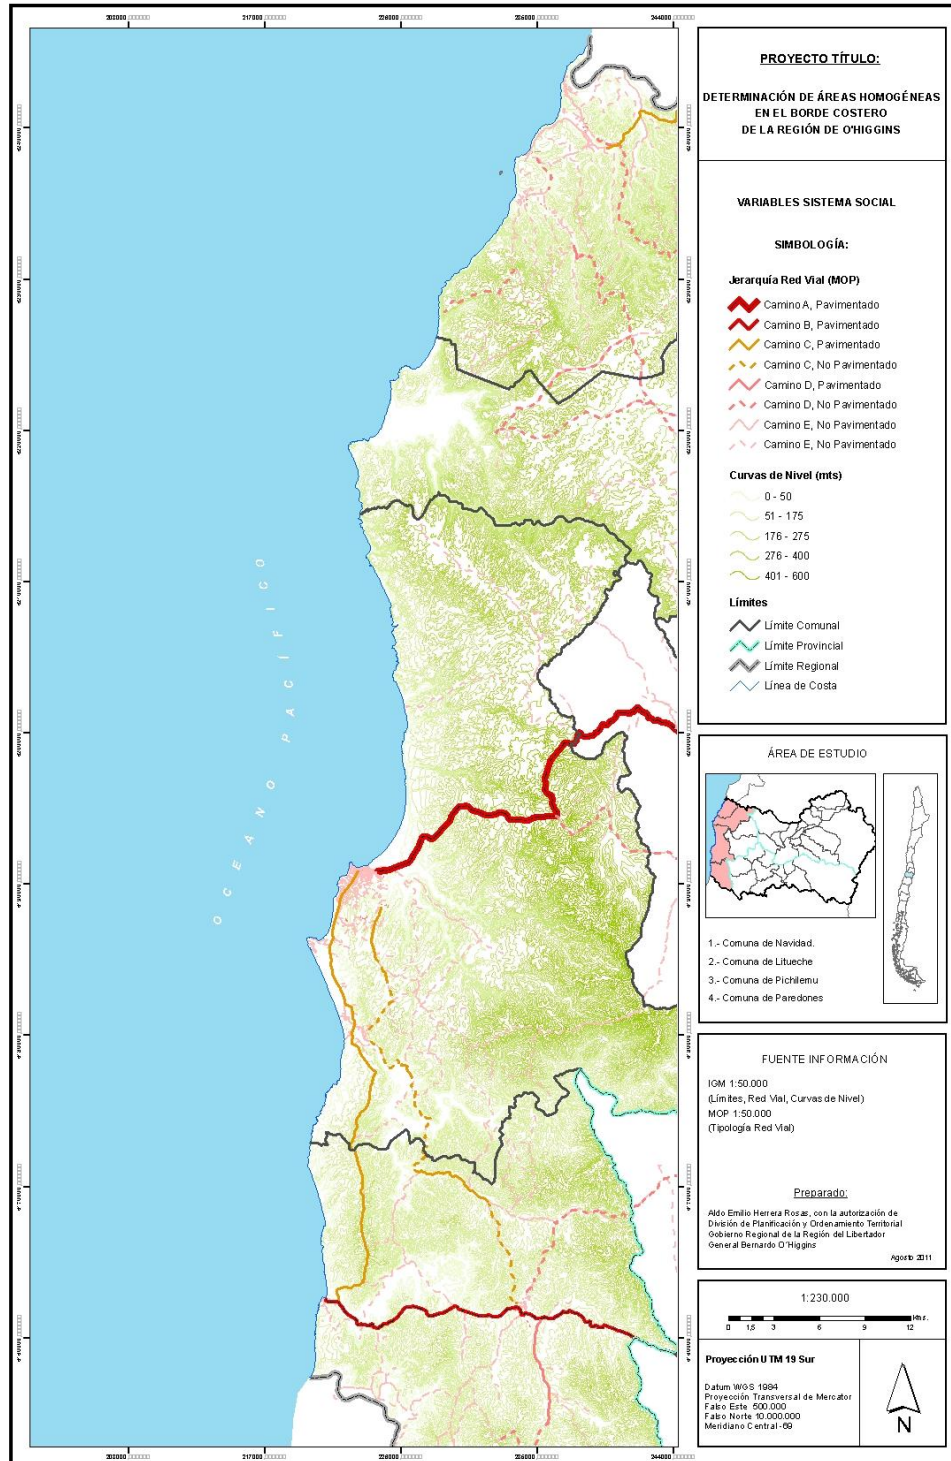 PROYECTO TÍTULO:
DETERMINACIÓN DE ÁREAS HOMOGÉNEAS
EN EL BORDE COSTERO
DE LA REGIÓN DE O'HIGGINS
VARIABLES SISTEMA SOCIAL
SIMBOLOGÍA:
Jerarquía Red Vial (MOP)
Camino A, Pavimentado
Camino B, Pavimentado
Camino C, Pavimentado
Camino C, No Pavimentado
Camino D, Pavimentado
Camino D, No Pavimentado
Camino E, No Pavimentado
Camino E, No Pavimentado
Curvas de Nivel (mts)
0 - 50
51 - 175
176 - 275
276 - 400
401 - 600
Límites
Límite Comunal
Límite Provincial
Límite Regional
Línea de Costa
OCEANO PACIFICO
ÁREA DE ESTUDIO
1.- Comuna de Navidad.
2.- Comuna de Litueche
3.- Comuna de Pichilemu
4.- Comuna de Paredones
FUENTE INFORMACIÓN
IGM 1:50.000
(Límites, Red Vial, Curvas de Nivel)
MOP 1:50.000
(Tipología Red Vial)
Preparado:
Aldo Emilio Herrera Rosas, con la autorización de
División de Planificación y Ordenamiento Territorial
Gobierno Regional de la Región del Libertador
General Bernardo O'Higgins
Agosto 2011
1:230.000
0 1,5 3 6 9 12
Kms.
Proyección UTM 19 Sur
Datum WGS 1984
Proyección Transversal de Mercator
Falso Este 500.000
Falso Norte 10.000.000
Meridiano Central -69
N